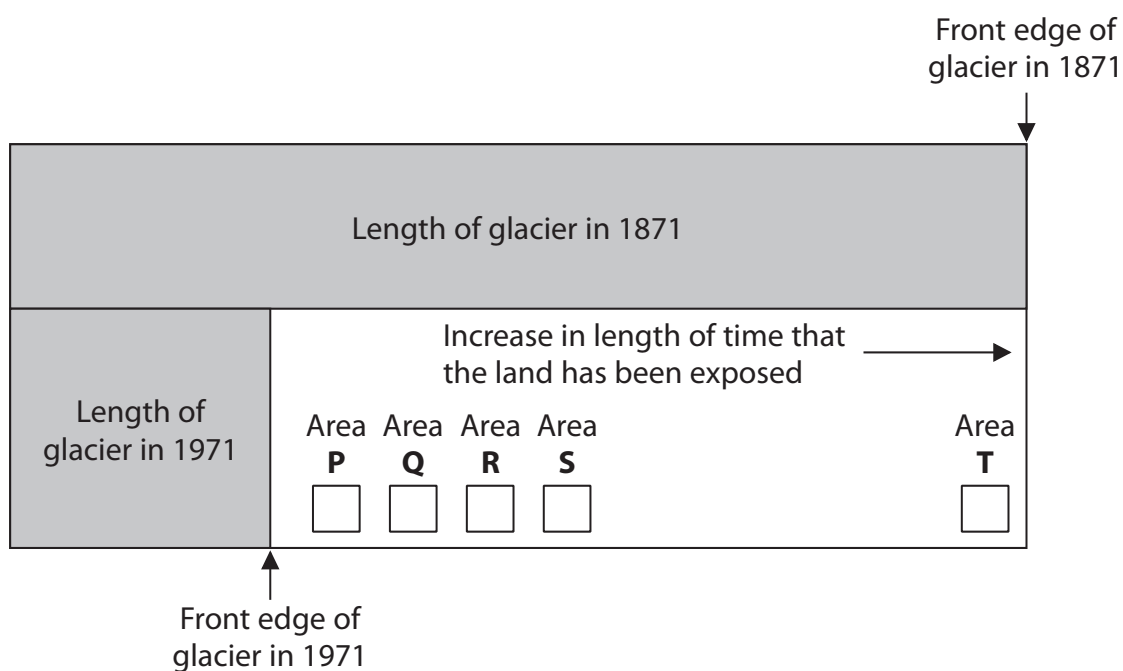 Front edge of
glacier in 1871
Length of glacier in 1871
Increase in length of time that
the land has been exposed
Length of
glacier in 1971
Area Area Area Area Area
P Q R S T
Front edge of
glacier in 1971